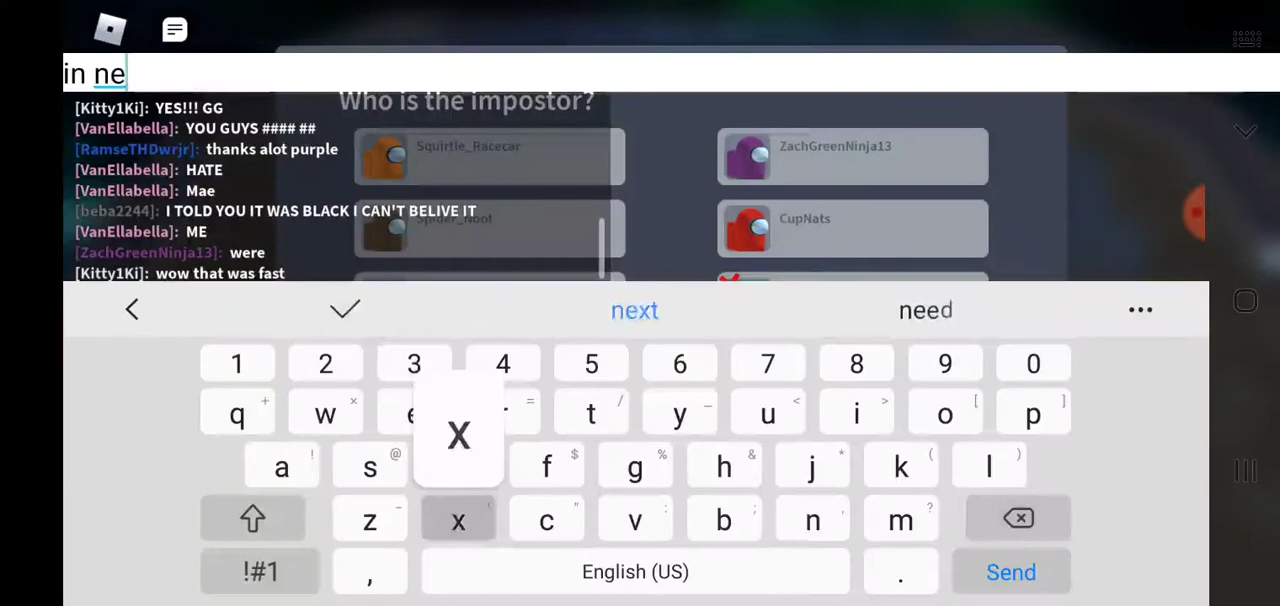 in ne
Who is the impostor?
[Kitty1Ki]: YES!!! GG
[VanEllabella]: YOU GUYS #### ##
[RamseTHDwrjr]: thanks alot purple
[VanEllabella]: HATE
[VanEllabella]: Mae
[beba2244]: I TOLD YOU IT WAS BLACK I CAN'T BELIVE IT
[VanEllabella]: ME
[ZachGreenNinja13]: were
[Kitty1Ki]: wow that was fast
Squirtle_Racecar
ZachGreenNinja13
Spider_Noot
CupNats
next need
1 2 3 4 5 6 7 8 9 0
q + w × e r = t / y _ u < i > o [ p ]
X
a ! s @ f $ g % h & j * k ( l )
z - x ' c " v : b ; n , m ?
!#1 , English (US) . Send